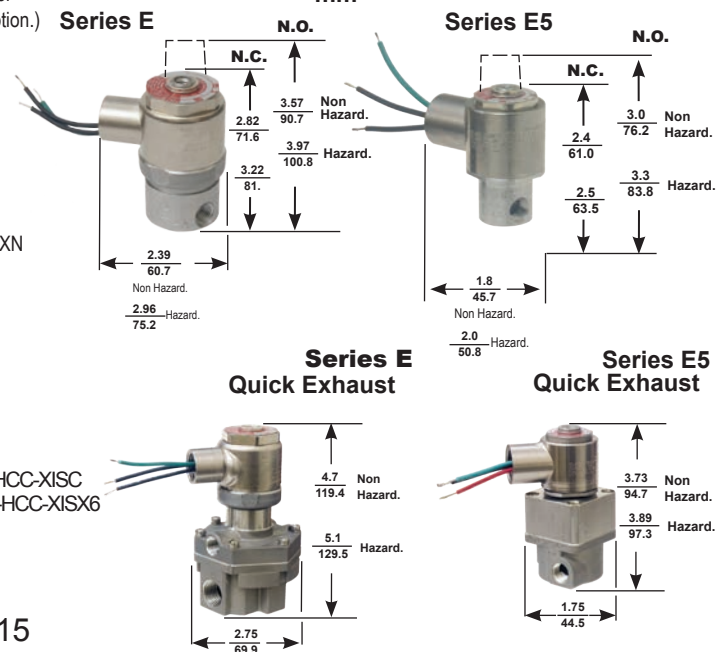 ption.)
Series E
N.O.
N.C.
2.82
71.6
3.57
90.7
Non
Hazard.
3.22
81.
3.97
100.8
Hazard.
2.39
60.7
Non Hazard.
2.96
75.2
Hazard.
Series E5
N.O.
N.C.
2.4
61.0
3.0
76.2
Non
Hazard.
2.5
63.5
3.3
83.8
Hazard.
1.8
45.7
Non Hazard.
2.0
50.8
Hazard.
XN
Series E
Quick Exhaust
4.7
119.4
Non
Hazard.
5.1
129.5
Hazard.
2.75
69.9
Series E5
Quick Exhaust
3.73
94.7
Non
Hazard.
3.89
97.3
Hazard.
1.75
44.5
HCC-XISC
-HCC-XISX6
15